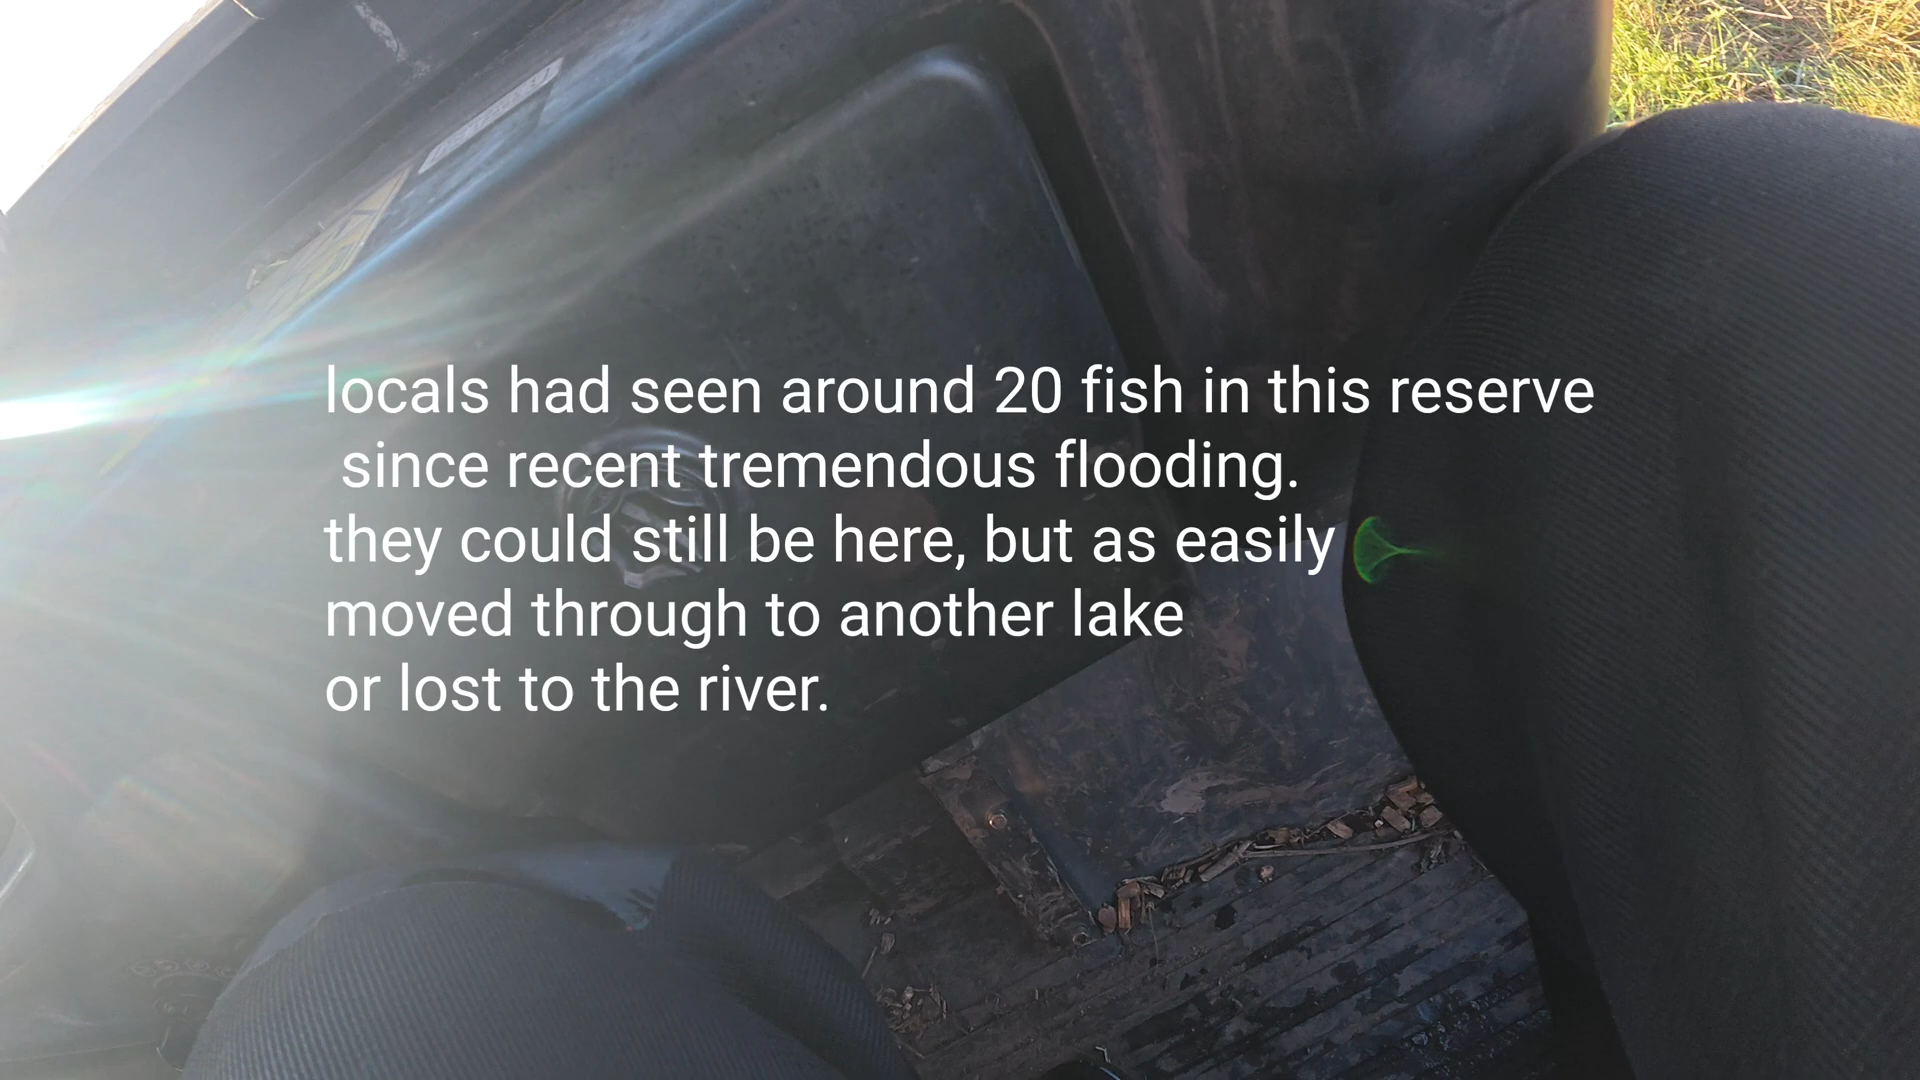 locals had seen around 20 fish in this reserve
since recent tremendous flooding.
they could still be here, but as easily
moved through to another lake
or lost to the river.